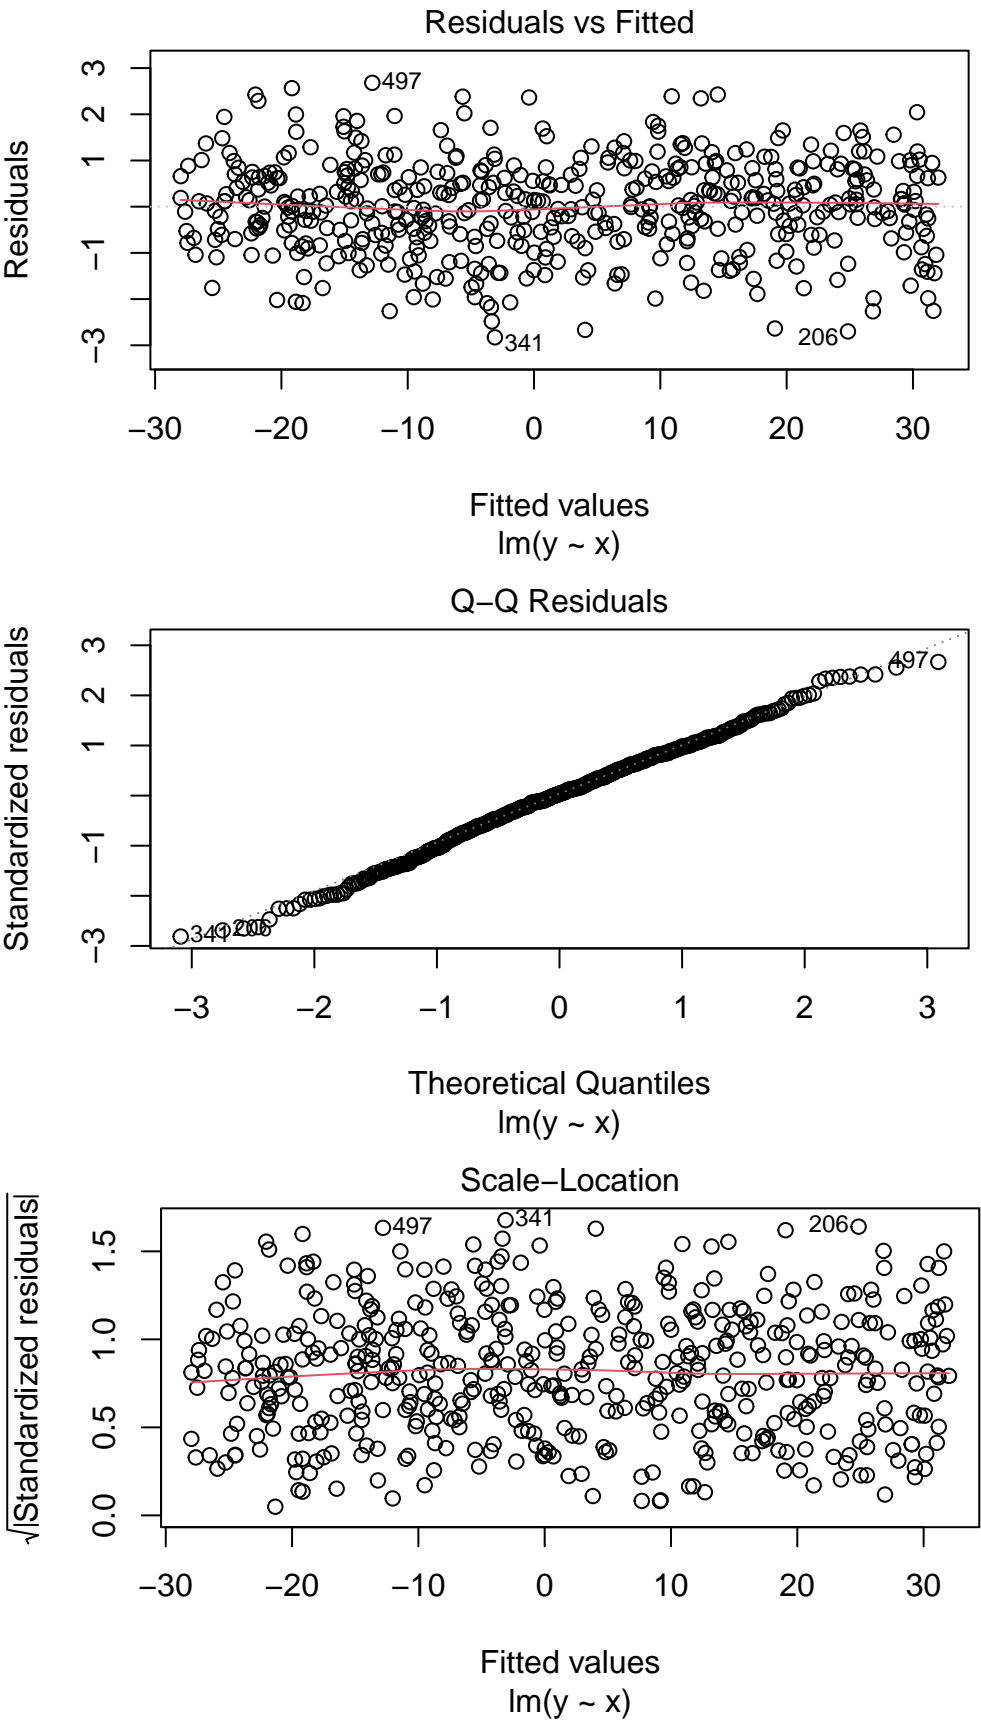 Residuals vs Fitted
Residuals
3
2
1
−1
−3
497
341
206
−30 −20 −10 0 10 20 30
Fitted values
lm(y ~ x)
Q−Q Residuals
Standardized residuals
3
2
1
−1
−3
497
341 206
−3 −2 −1 0 1 2 3
Theoretical Quantiles
lm(y ~ x)
Scale−Location
√|Standardized residuals|
1.5
1.0
0.5
0.0
497
341
206
−30 −20 −10 0 10 20 30
Fitted values
lm(y ~ x)